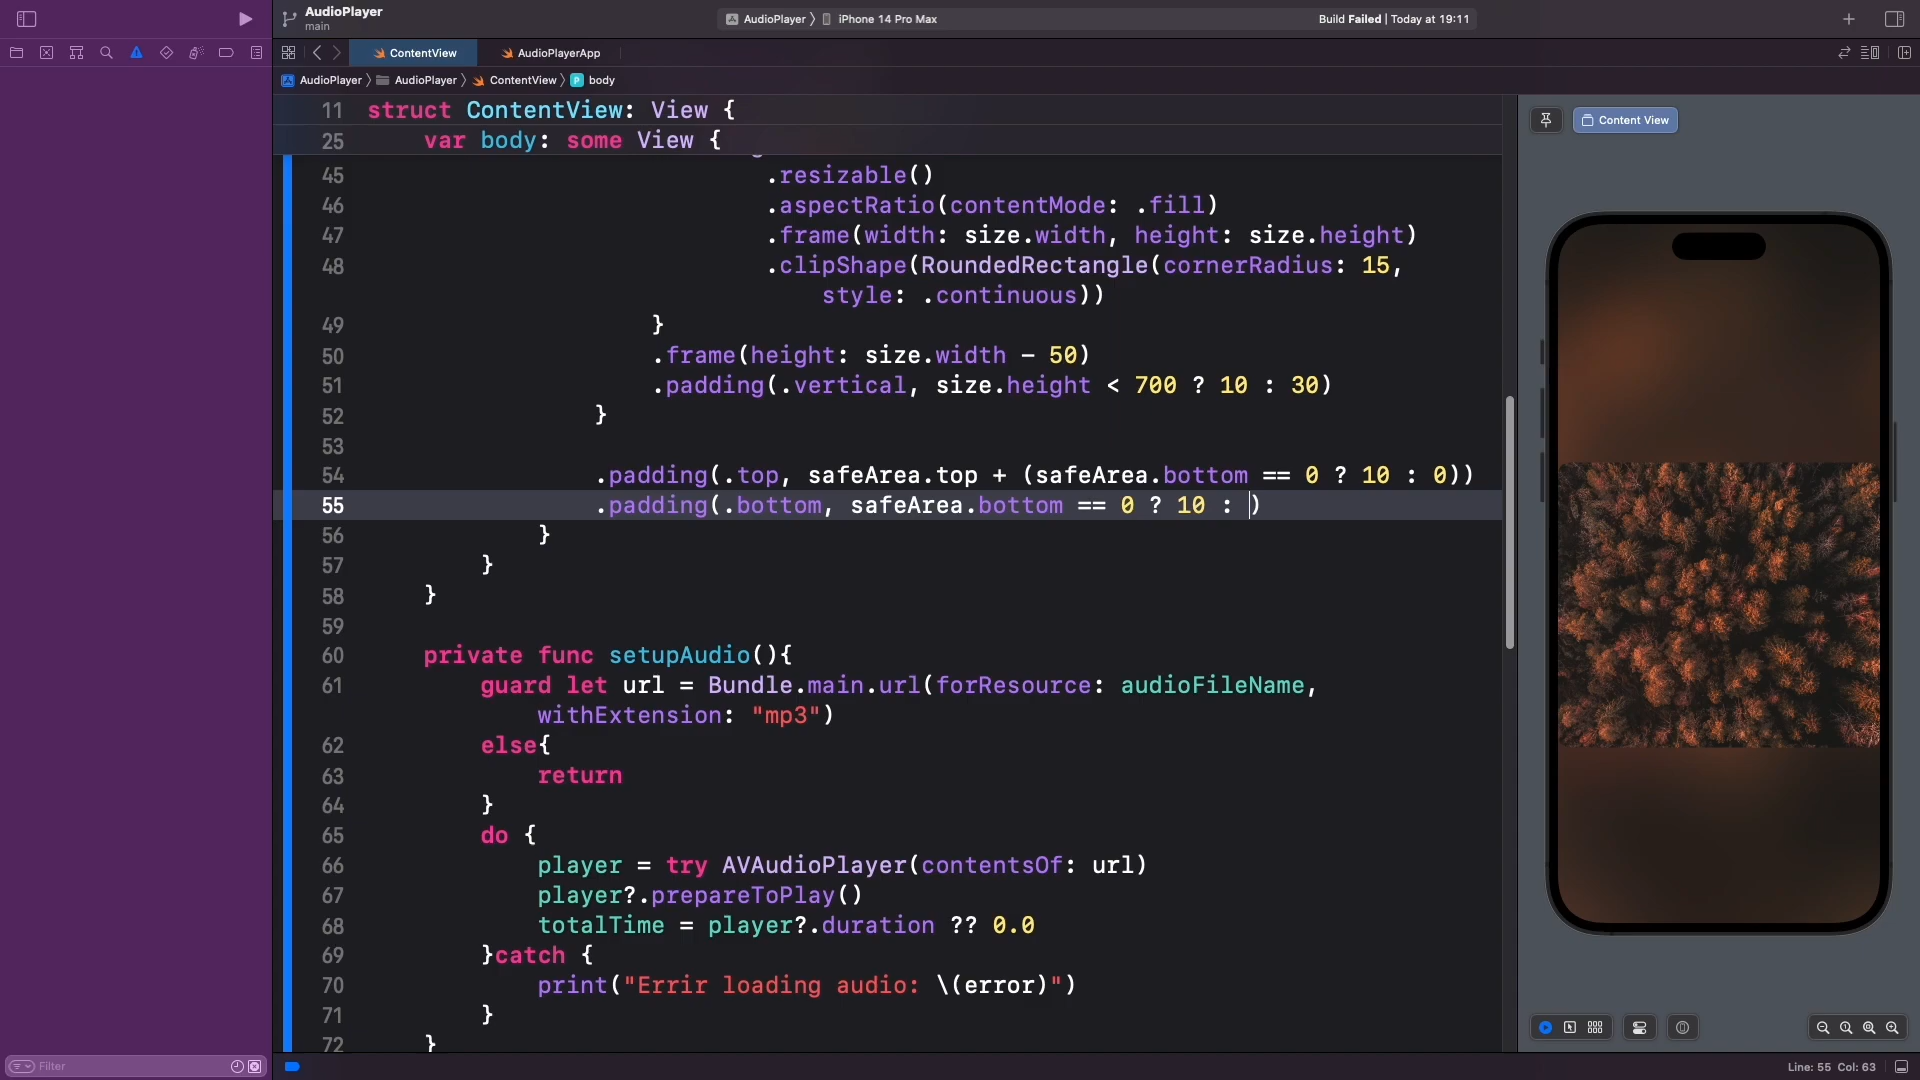 AudioPlayer
main
AudioPlayer
iPhone 14 Pro Max
Build Failed | Today at 19:11
ContentView
AudioPlayerApp
AudioPlayer
AudioPlayer
ContentView
body
11 struct ContentView: View {
25 var body: some View {
45 .resizable()
46 .aspectRatio(contentMode: .fill)
47 .frame(width: size.width, height: size.height)
48 .clipShape(RoundedRectangle(cornerRadius: 15,
style: .continuous))
49 }
50 .frame(height: size.width - 50)
51 .padding(.vertical, size.height < 700 ? 10 : 30)
52 }
53
54 .padding(.top, safeArea.top + (safeArea.bottom == 0 ? 10 : 0))
55 .padding(.bottom, safeArea.bottom == 0 ? 10 : )
56 }
57 }
58 }
59
60 private func setupAudio(){
61 guard let url = Bundle.main.url(forResource: audioFileName,
withExtension: "mp3")
62 else{
63 return
64 }
65 do {
66 player = try AVAudioPlayer(contentsOf: url)
67 player?.prepareToPlay()
68 totalTime = player?.duration ?? 0.0
69 }catch {
70 print("Errir loading audio: \(error)")
71 }
72 }
Content View
Filter
Line: 55 Col: 63